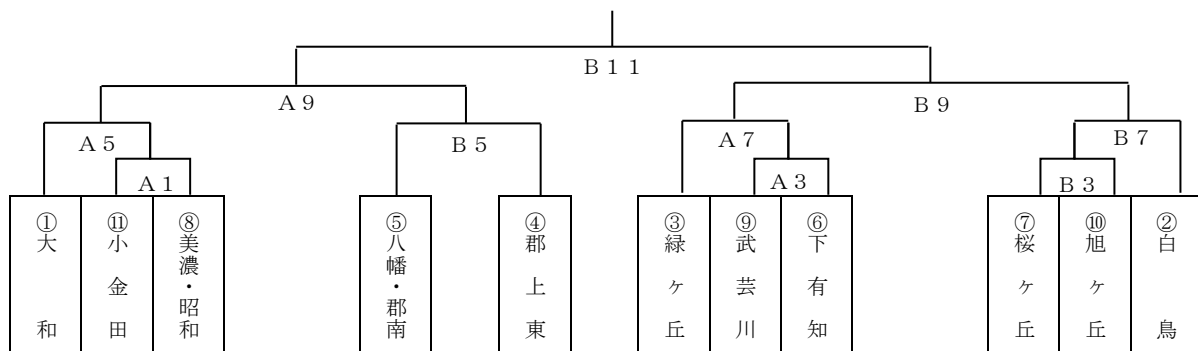 B11
A9
B9
A5
B5
A7
B7
A1
A3
B3
①大和
⑪小金田
⑧美濃・昭和
⑤八幡・郡南
④郡上東
③緑ヶ丘
⑨武芸川
⑥下有知
⑦桜ヶ丘
⑩旭ヶ丘
②白鳥